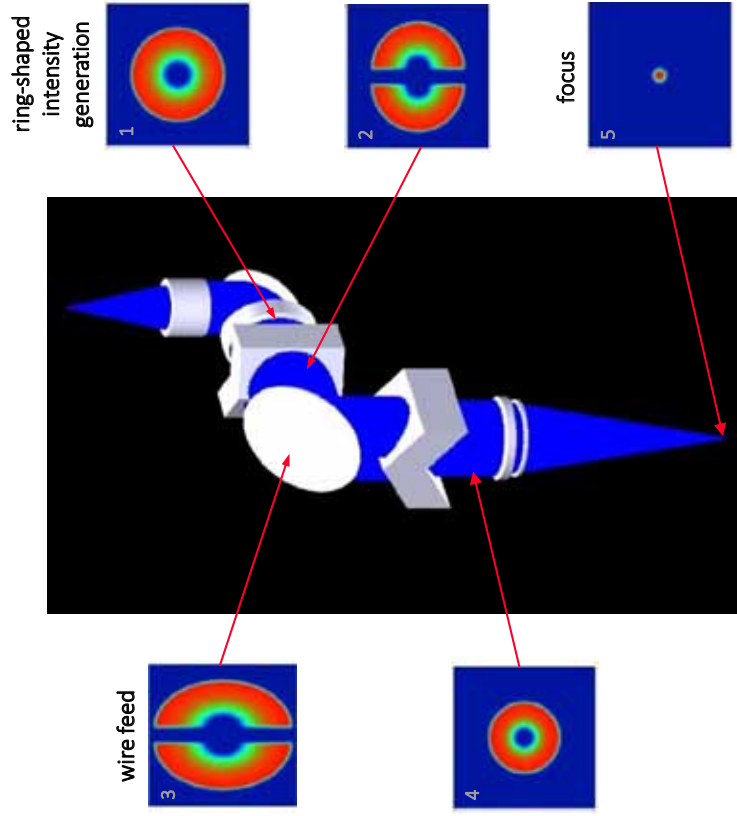 ring-shaped
intensity
generation
1
2
focus
5
wire feed
3
4